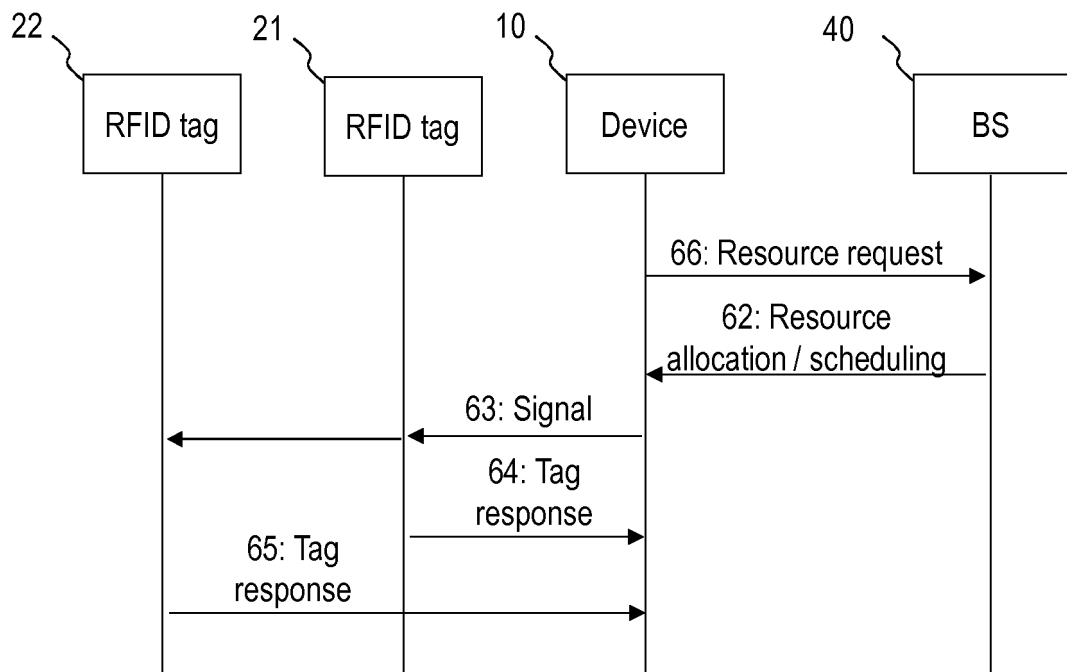 22
21
10
40
RFID tag
RFID tag
Device
BS
66: Resource request
62: Resource
allocation / scheduling
63: Signal
64: Tag
response
65: Tag
response